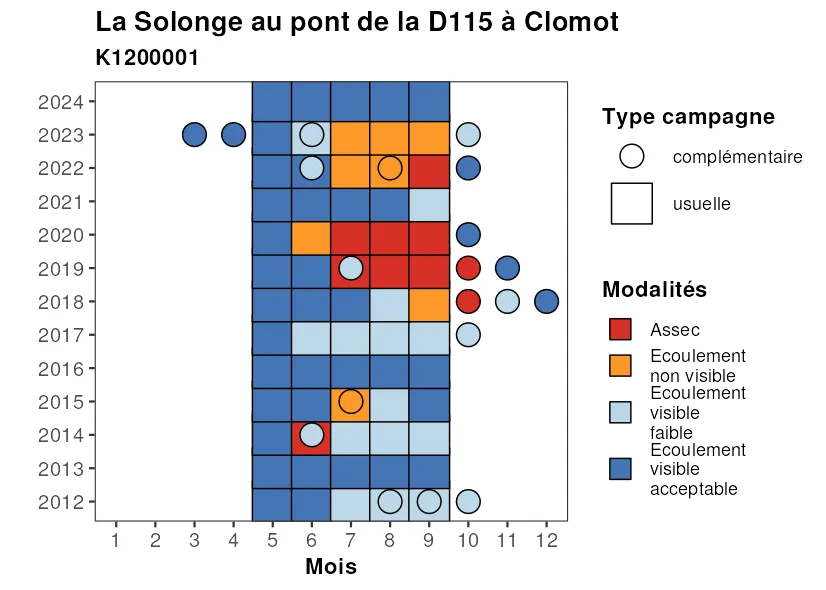 La Solonge au pont de la D115 à Clomot
K1200001
2024
2023
2022
2021
2020
2019
2018
2017
2016
2015
2014
2013
2012
1 2 3 4 5 6 7 8 9 10 11 12
Mois
Type campagne
complémentaire
usuelle
Modalités
Assec
Ecoulement
non visible
Ecoulement
visible
faible
Ecoulement
visible
acceptable